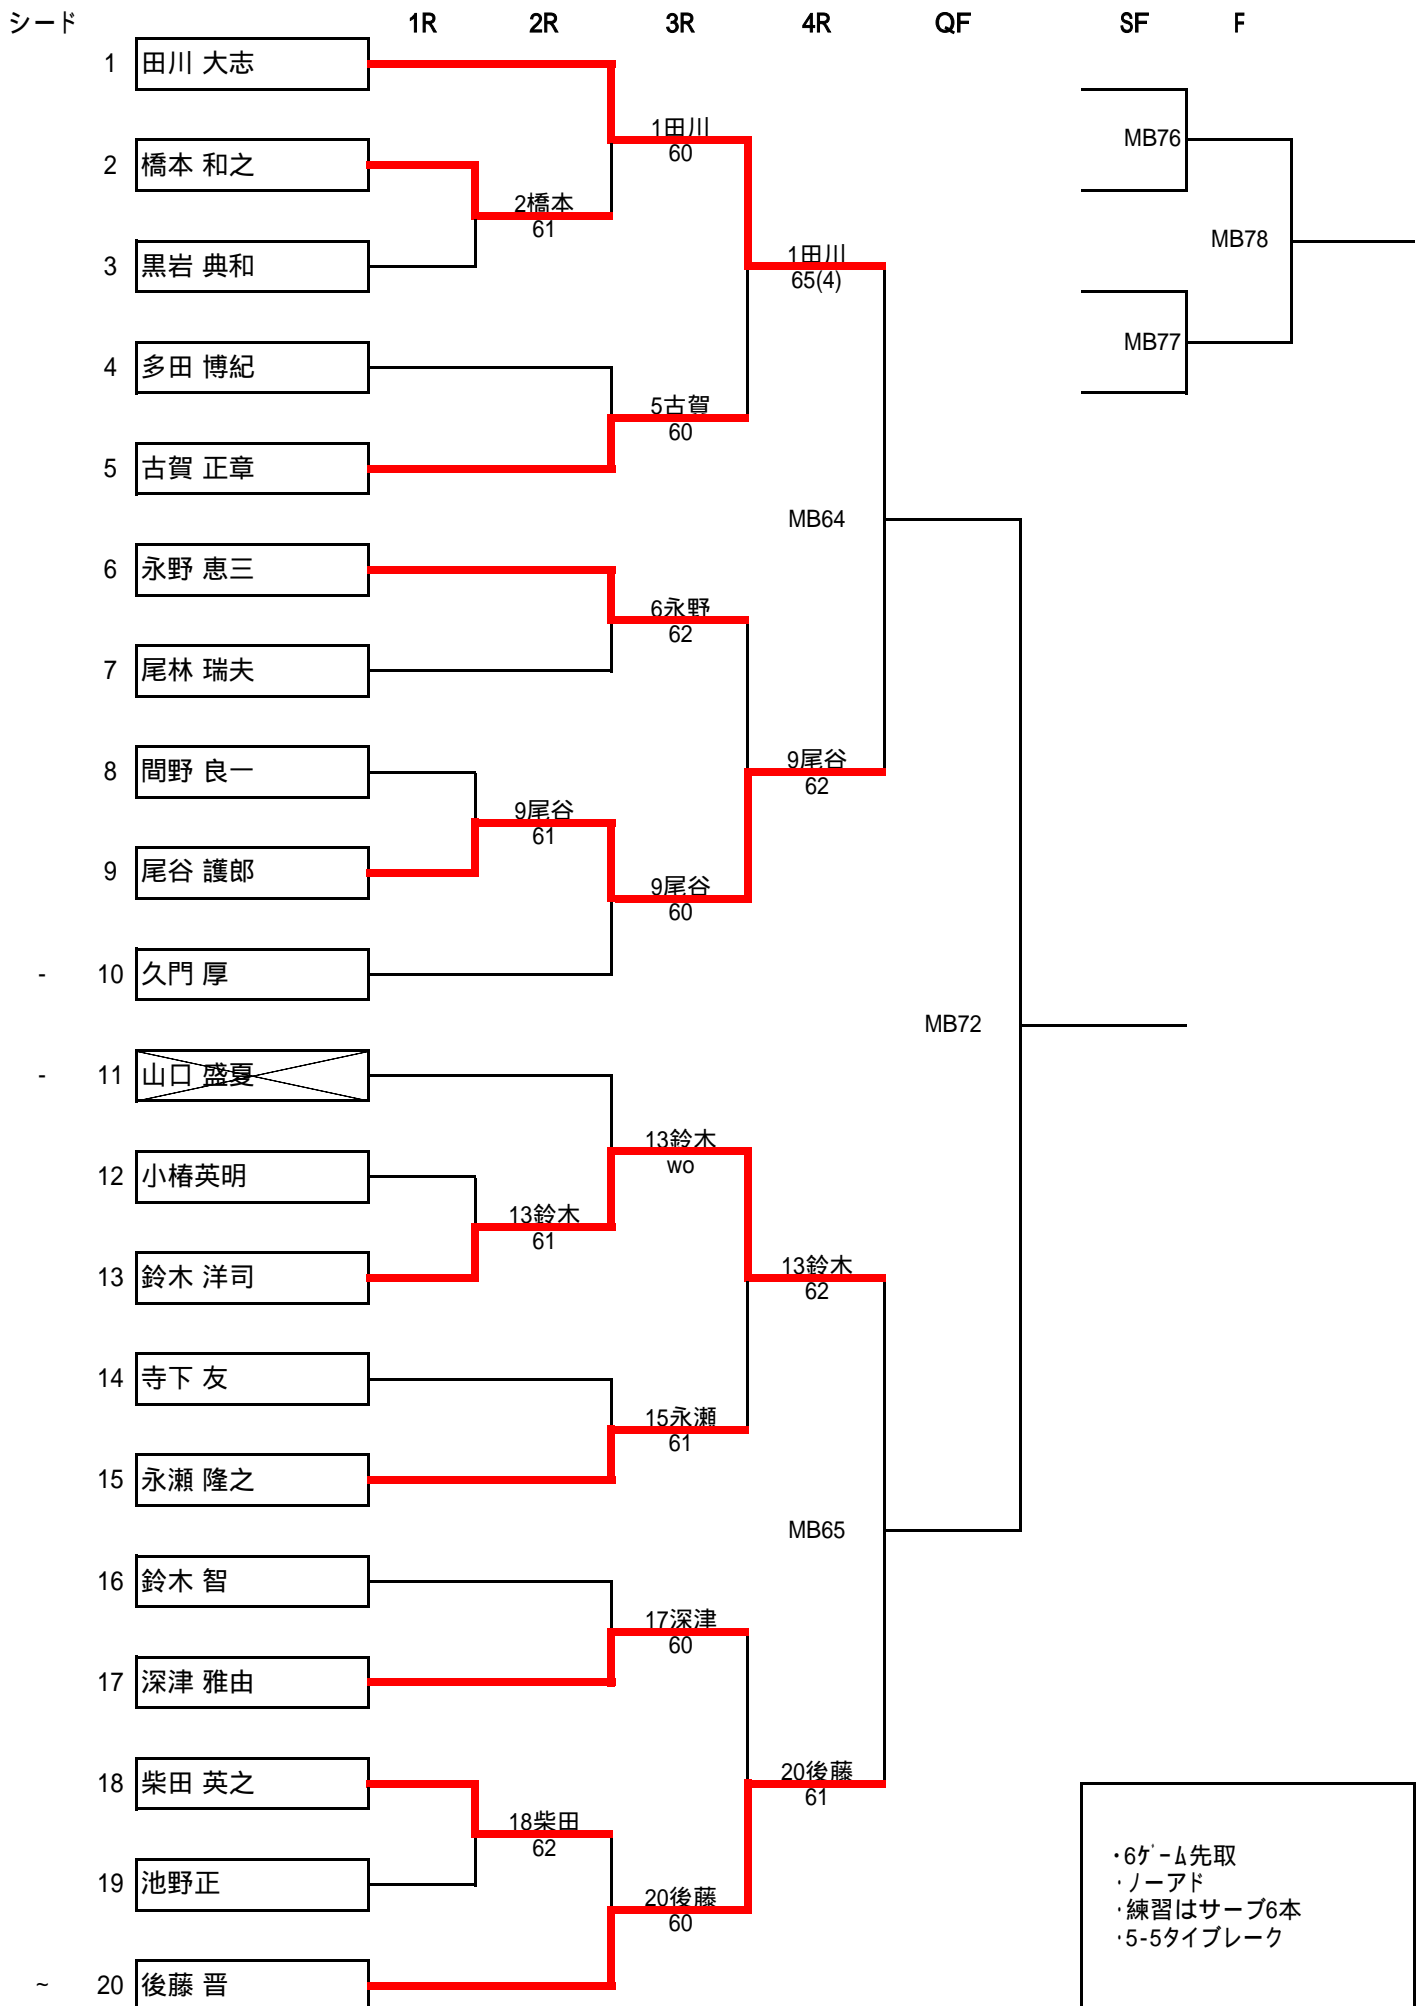 シード 1R 2R 3R 4R QF SF F
1 田川 大志
1田川
60
MB76
2 橋本 和之
2橋本
61
MB78
3 黒岩 典和
1田川
65(4)
MB77
4 多田 博紀
5古賀
60
5 古賀 正章
MB64
6 永野 恵三
6永野
62
7 尾林 瑞夫
8 間野 良一
9尾谷
62
9尾谷
61
9 尾谷 護郎
9尾谷
60
- 10 久門 厚
MB72
- 11 山口 盛夏
13鈴木
wo
12 小椿英明
13鈴木
61
13 鈴木 洋司
13鈴木
62
14 寺下 友
15永瀬
61
15 永瀬 隆之
MB65
16 鈴木 智
17深津
60
17 深津 雅由
18 柴田 英之
20後藤
61
18柴田
62
19 池野正
20後藤
60
~ 20 後藤 晋
・6ゲーム先取
・ノーアド
・練習はサーブ6本
・5-5タイブレーク